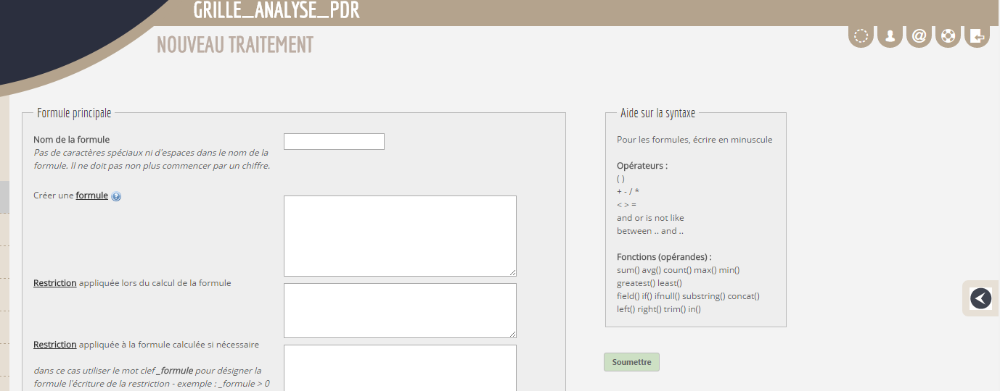 GRILLE_ANALYSE_PDR
NOUVEAU TRAITEMENT
Formule principale
Nom de la formule
Pas de caractères spéciaux ni d'espaces dans le nom de la
formule. Il ne doit pas non plus commencer par un chiffre.
Créer une formule ?
Restriction appliquée lors du calcul de la formule
Restriction appliquée à la formule calculée si nécessaire
dans ce cas utiliser le mot clef _formule pour désigner la
formule l'écriture de la restriction - exemple : _formule > 0
Aide sur la syntaxe
Pour les formules, écrire en minuscule
Opérateurs :
( )
+ - / *
< > =
and or is not like
between .. and ..
Fonctions (opérandes) :
sum() avg() count() max() min()
greatest() least()
field() if() ifnull() substring() concat()
left() right() trim() in()
Soumettre